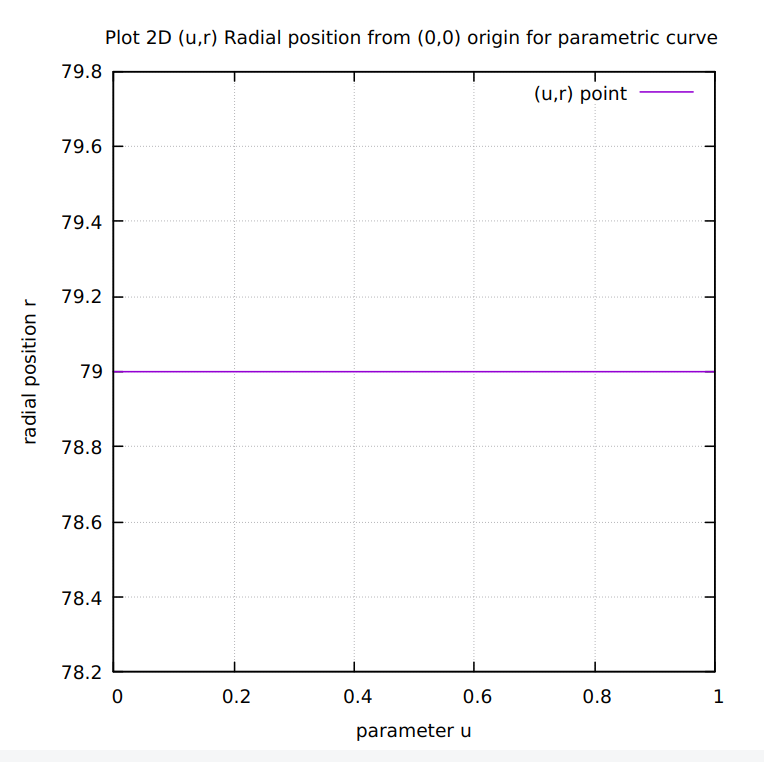 Plot 2D (u,r) Radial position from (0,0) origin for parametric curve
(u,r) point
79.8
79.6
79.4
79.2
79
78.8
78.6
78.4
78.2
radial position r
0 0.2 0.4 0.6 0.8 1
parameter u